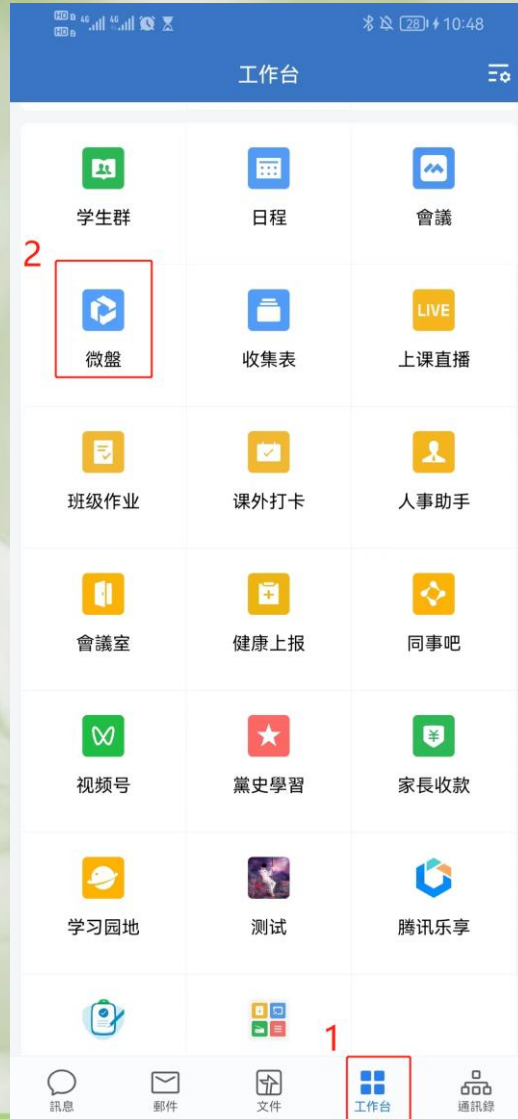 HD 46 46 28 10:48
工作台
学生群 日程 會議
2
微盤 收集表 LIVE 上课直播
班级作业 课外打卡 人事助手
會議室 健康上报 同事吧
视频号 黨史學習 家長收款
学习园地 测试 腾讯乐享
1
訊息 郵件 文件 工作台 通訊錄